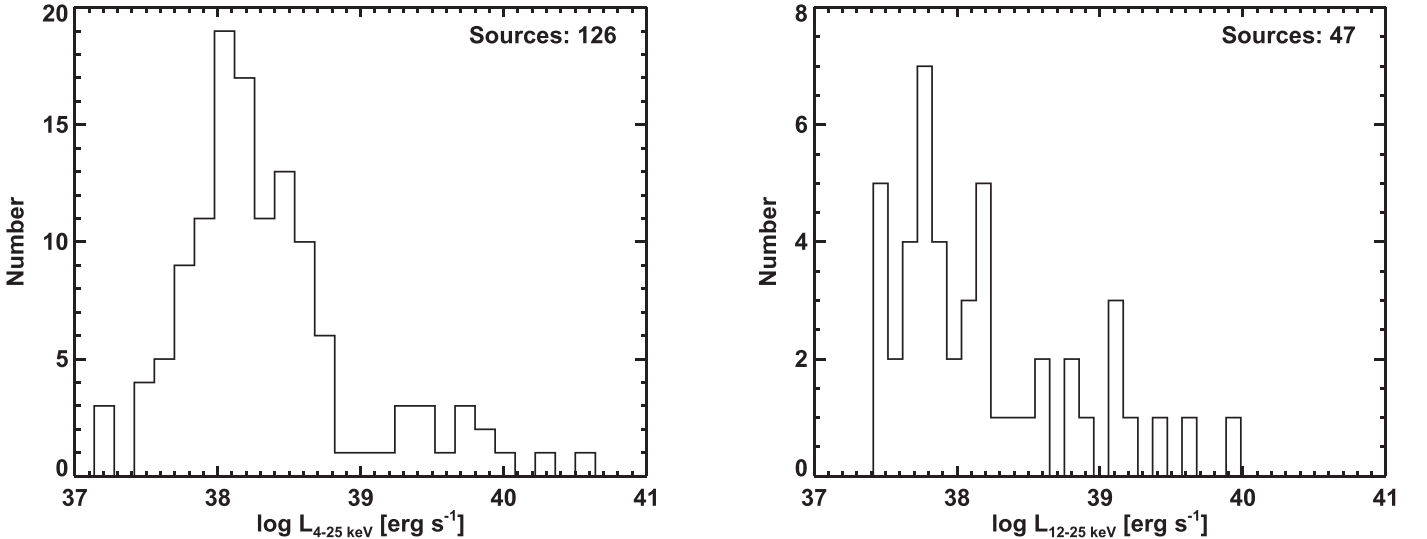 Sources: 126
20
15
10
5
0
Number
37 38 39 40 41
log L4-25 keV [erg s-1]
Sources: 47
8
6
4
2
0
Number
37 38 39 40 41
log L12-25 keV [erg s-1]